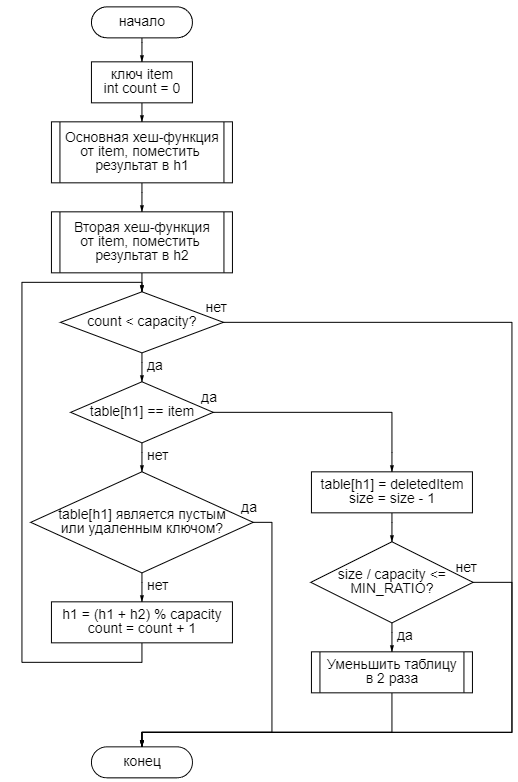 начало
ключ item
int count = 0
Основная хеш-функция
от item, поместить
результат в h1
Вторая хеш-функция
от item, поместить
результат в h2
count < capacity?
нет
да
table[h1] == item
да
нет
table[h1] является пустым
или удаленным ключом?
да
нет
h1 = (h1 + h2) % capacity
count = count + 1
table[h1] = deletedItem
size = size - 1
size / capacity <=
MIN_RATIO?
нет
да
Уменьшить таблицу
в 2 раза
конец